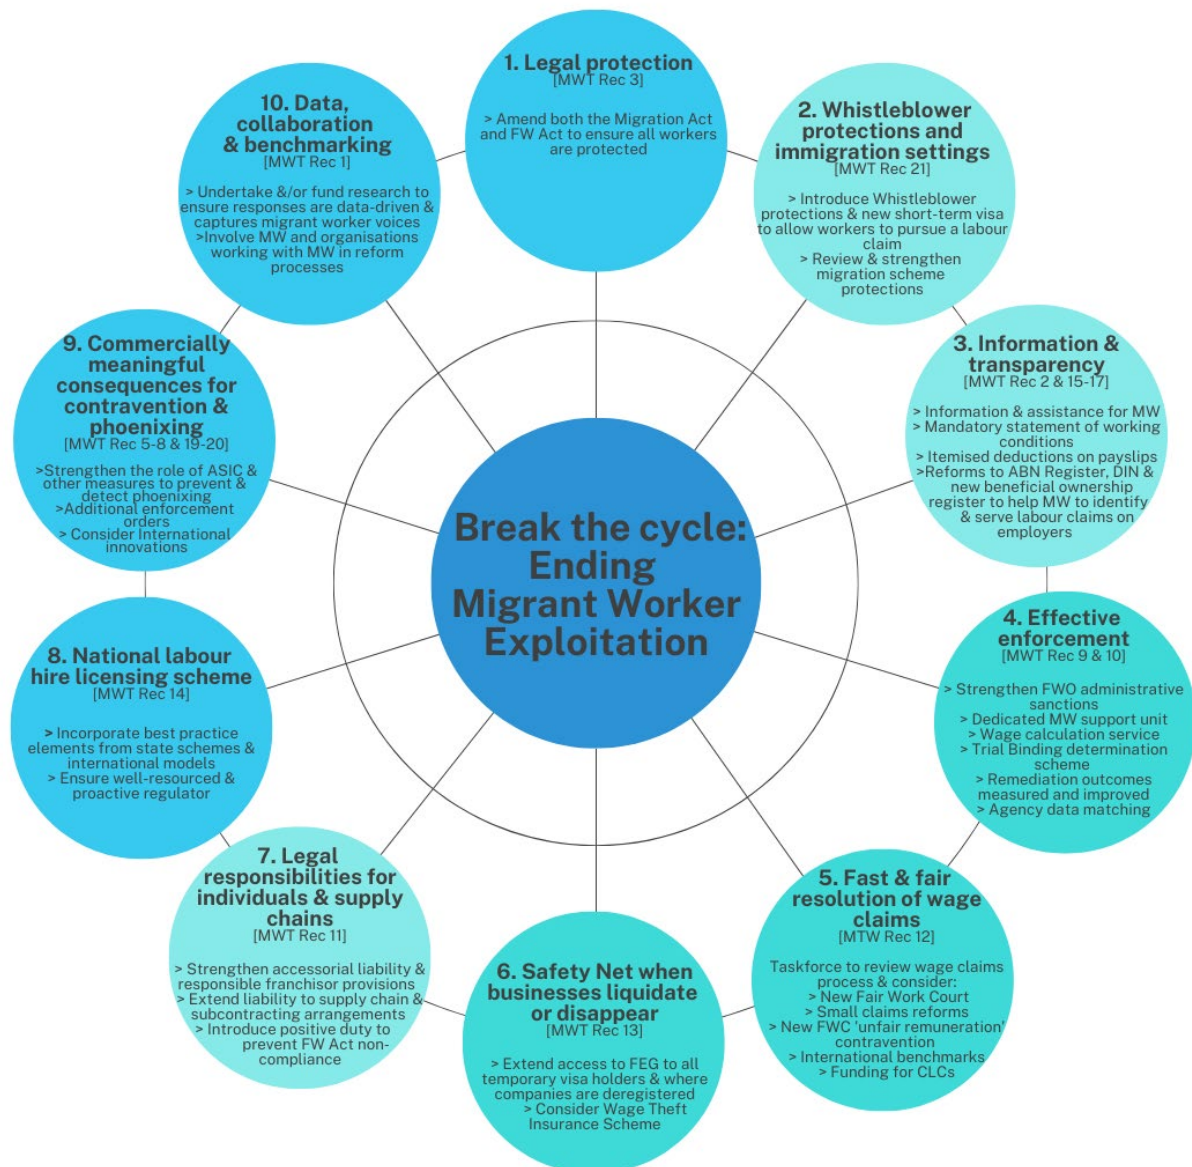 1. Legal protection
[MWT Rec 3]
> Amend both the Migration Act
and FW Act to ensure all workers
are protected
2. Whistleblower
protections and
immigration settings
[MWT Rec 21]
> Introduce Whistleblower
protections & new short-term visa
to allow workers to pursue a labour
claim
> Review & strengthen
migration scheme
protections
3. Information &
transparency
[MWT Rec 2 & 15-17]
> Information & assistance for MW
> Mandatory statement of working
conditions
> Itemised deductions on payslips
>Reforms to ABN Register, DIN &
new beneficial ownership
register to help MW to identify
& serve labour claims on
employers
4. Effective
enforcement
[MWT Rec 9 & 10]
> Strengthen FWO administrative
sanctions
> Dedicated MW support unit
> Wage calculation service
> Trial Binding determination
scheme
> Remediation outcomes
measured and improved
> Agency data matching
5. Fast & fair
resolution of wage
claims
[MTW Rec 12]
Taskforce to review wage claims
process & consider:
> New Fair Work Court
> Small claims reforms
> New FWC 'unfair remuneration'
contravention
> International benchmarks
> Funding for CLCs
6. Safety Net when
businesses liquidate
or disappear
[MWT Rec 13]
> Extend access to FEG to all
temporary visa holders & where
companies are deregistered
> Consider Wage Theft
Insurance Scheme
7. Legal
responsibilities for
individuals & supply
chains
[MWT Rec 11]
> Strengthen accessorial liability &
responsible franchisor provisions
> Extend liability to supply chain &
subcontracting arrangements
> Introduce positive duty to
prevent FW Act non-
compliance
8. National labour
hire licensing scheme
[MWT Rec 14]
> Incorporate best practice
elements from state schemes &
international models
> Ensure well-resourced &
proactive regulator
9. Commercially
meaningful
consequences for
contravention &
phoenixing
[MWT Rec 5-8 & 19-20]
>Strengthen the role of ASIC &
other measures to prevent &
detect phoenixing
>Additional enforcement
orders
> Consider International
innovations
10. Data,
collaboration
& benchmarking
[MWT Rec 1]
> Undertake &/or fund research to
ensure responses are data-driven &
captures migrant worker voices
>Involve MW and organisations
working with MW in reform
processes
Break the cycle:
Ending
Migrant Worker
Exploitation